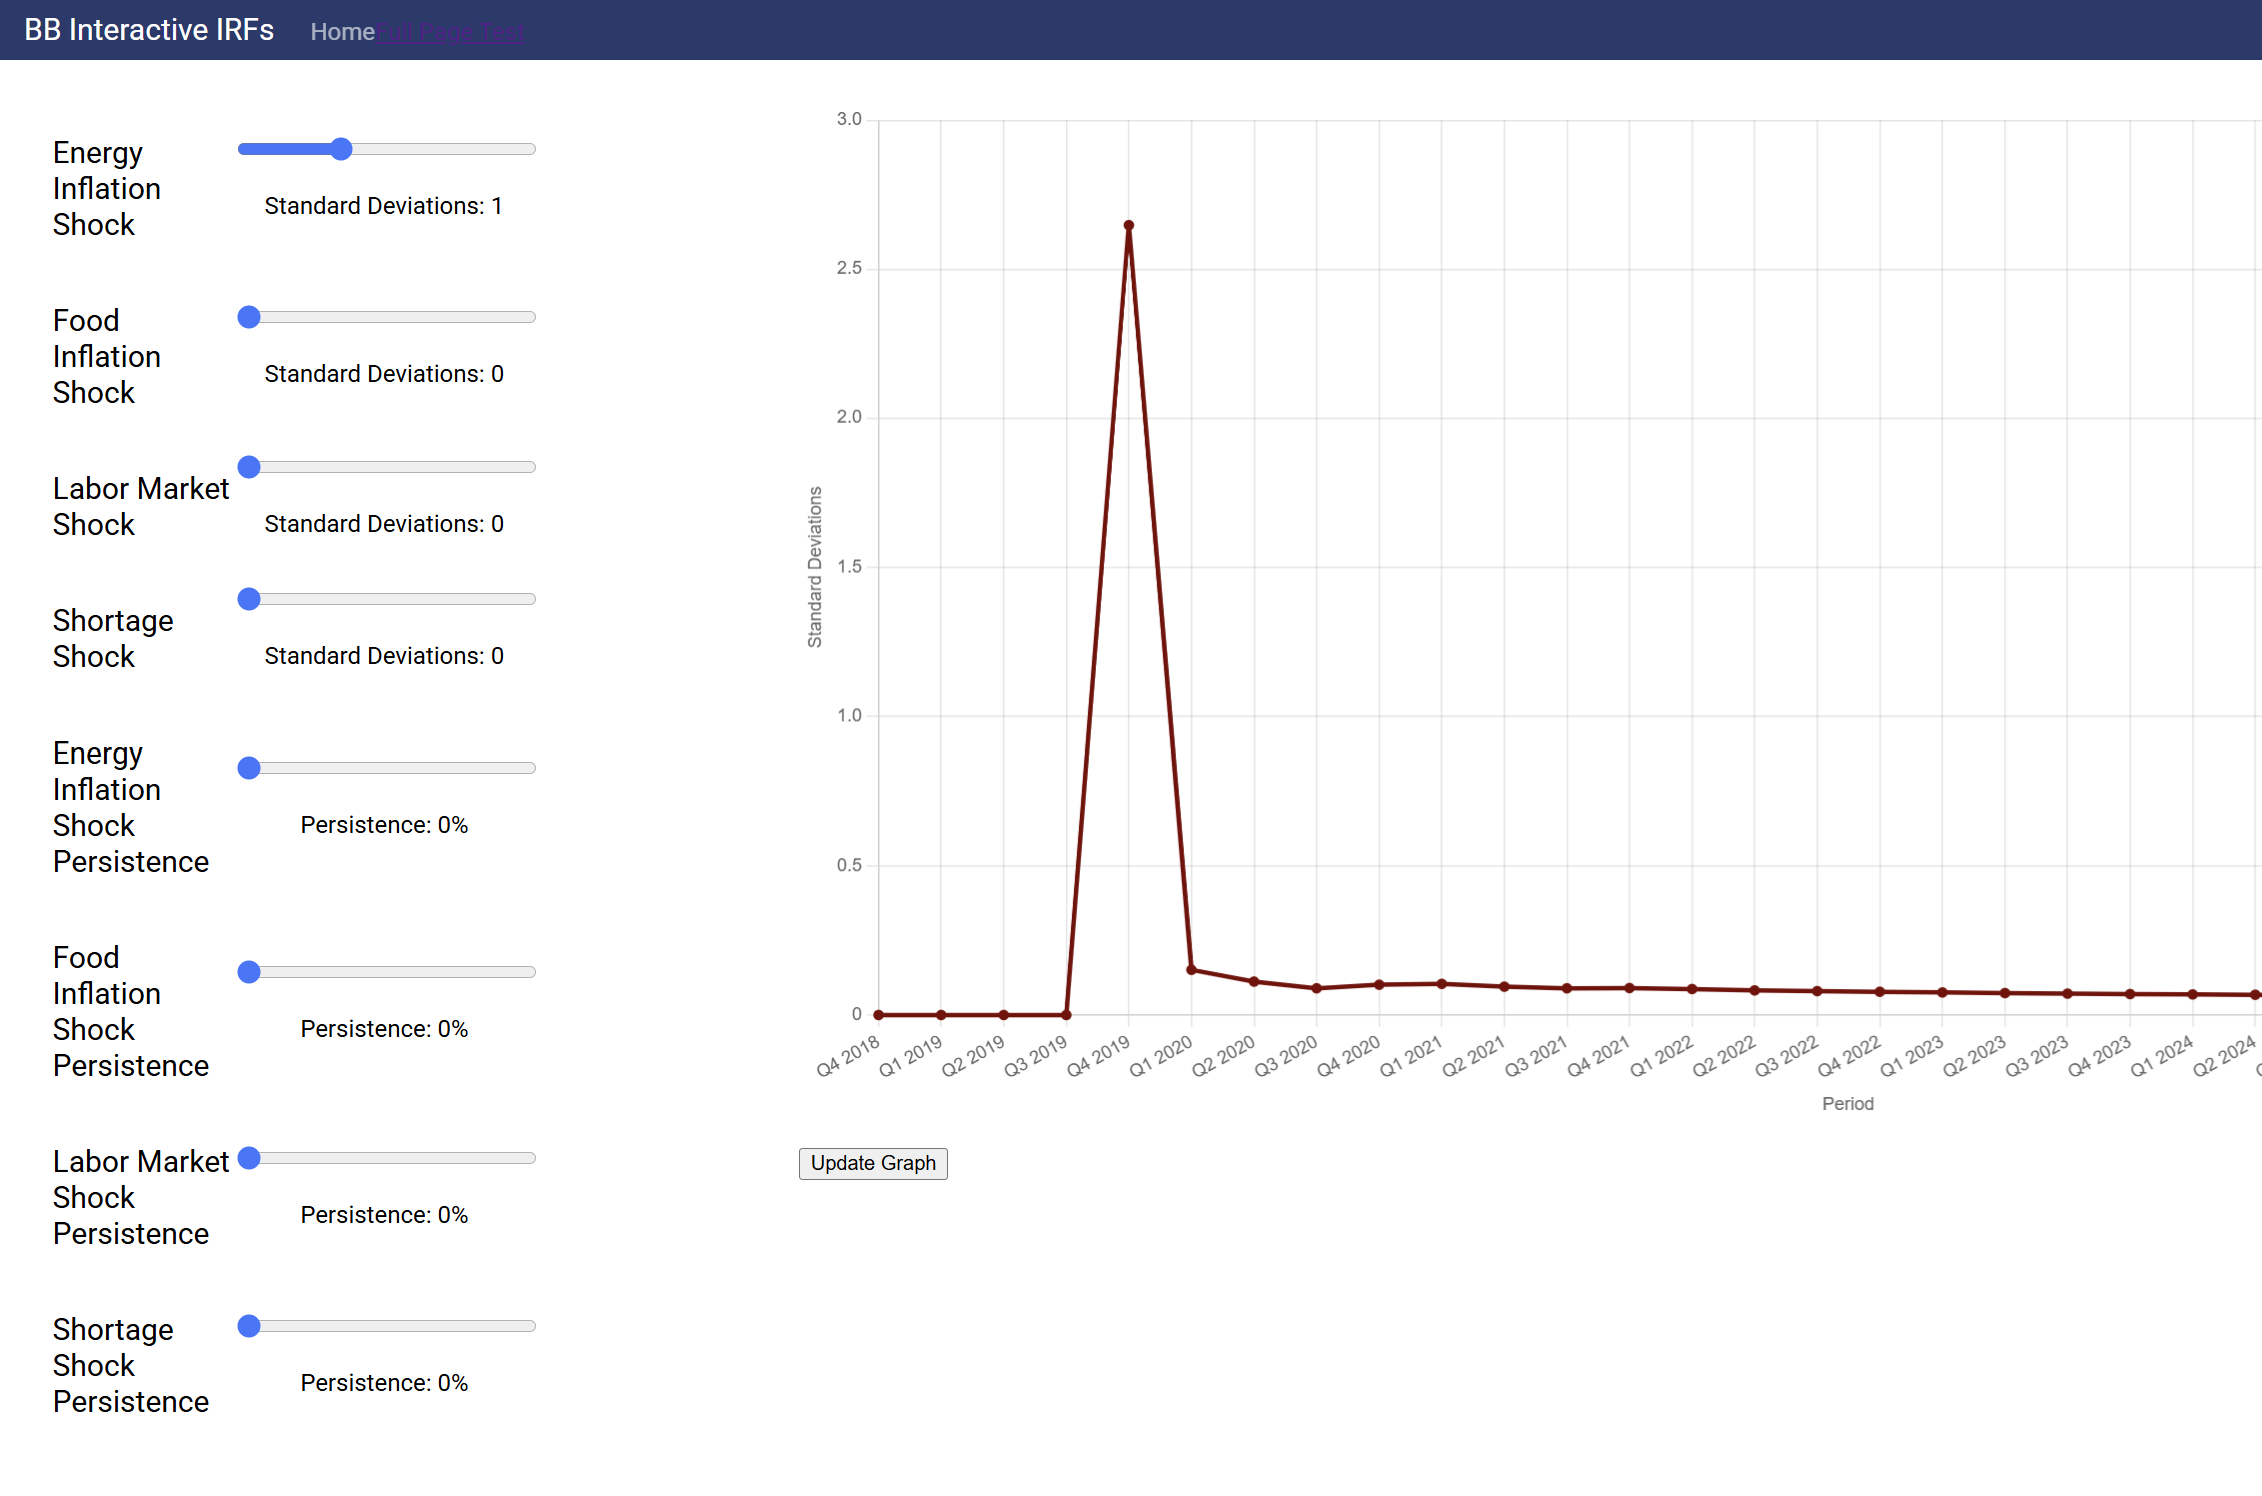 BB Interactive IRFs
Home
Full Page Test
Energy
Inflation
Shock
Standard Deviations: 1
Food
Inflation
Shock
Standard Deviations: 0
Labor Market
Shock
Standard Deviations: 0
Shortage
Shock
Standard Deviations: 0
Energy
Inflation
Shock
Persistence
Persistence: 0%
Food
Inflation
Shock
Persistence
Persistence: 0%
Labor Market
Shock
Persistence
Persistence: 0%
Shortage
Shock
Persistence
Persistence: 0%
Standard Deviations
3.0
2.5
2.0
1.5
1.0
0.5
0
Q4 2018
Q1 2019
Q2 2019
Q3 2019
Q4 2019
Q1 2020
Q2 2020
Q3 2020
Q4 2020
Q1 2021
Q2 2021
Q3 2021
Q4 2021
Q1 2022
Q2 2022
Q3 2022
Q4 2022
Q1 2023
Q2 2023
Q3 2023
Q4 2023
Q1 2024
Q2 2024
Period
Update Graph